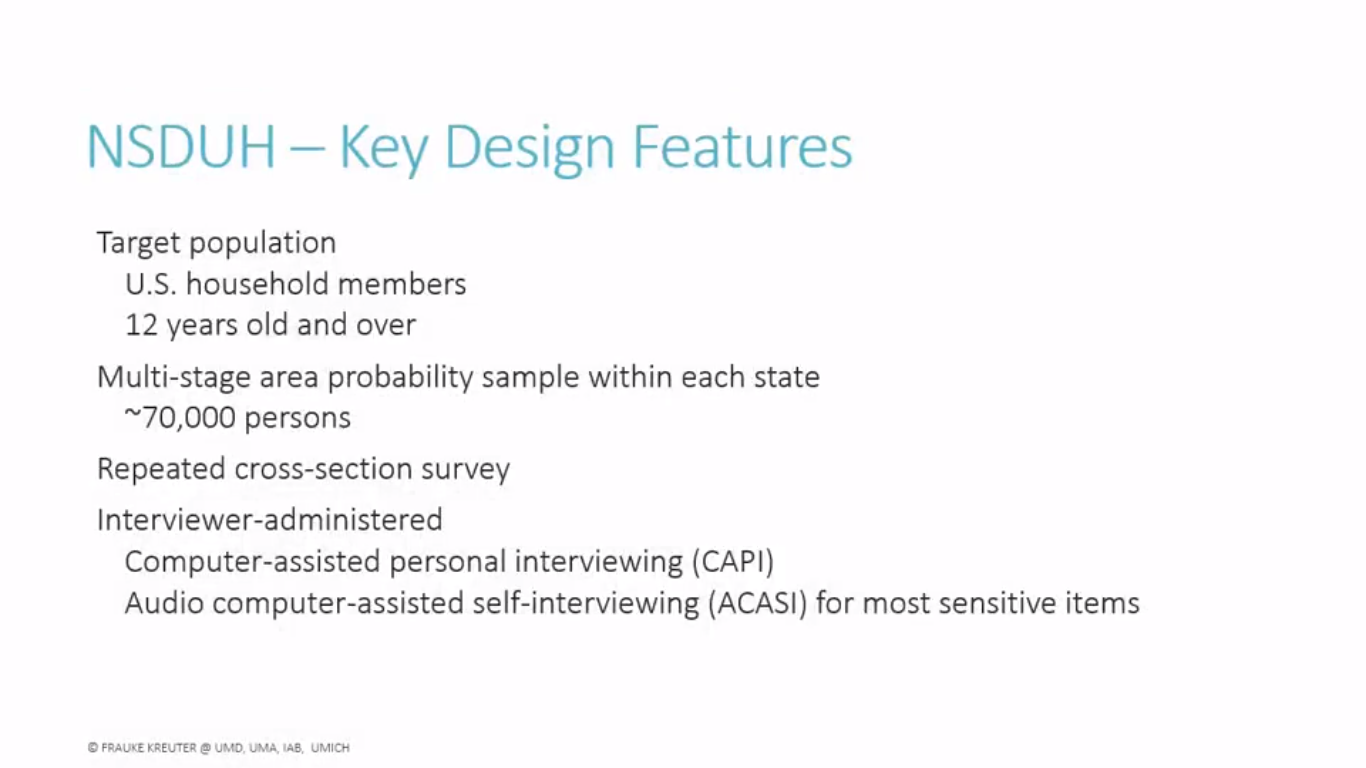 NSDUH – Key Design Features
Target population
U.S. household members
12 years old and over
Multi-stage area probability sample within each state
~70,000 persons
Repeated cross-section survey
Interviewer-administered
Computer-assisted personal interviewing (CAPI)
Audio computer-assisted self-interviewing (ACASI) for most sensitive items
© FRAUKE KREUTER @ UMD, UMA, IAB, UMICH